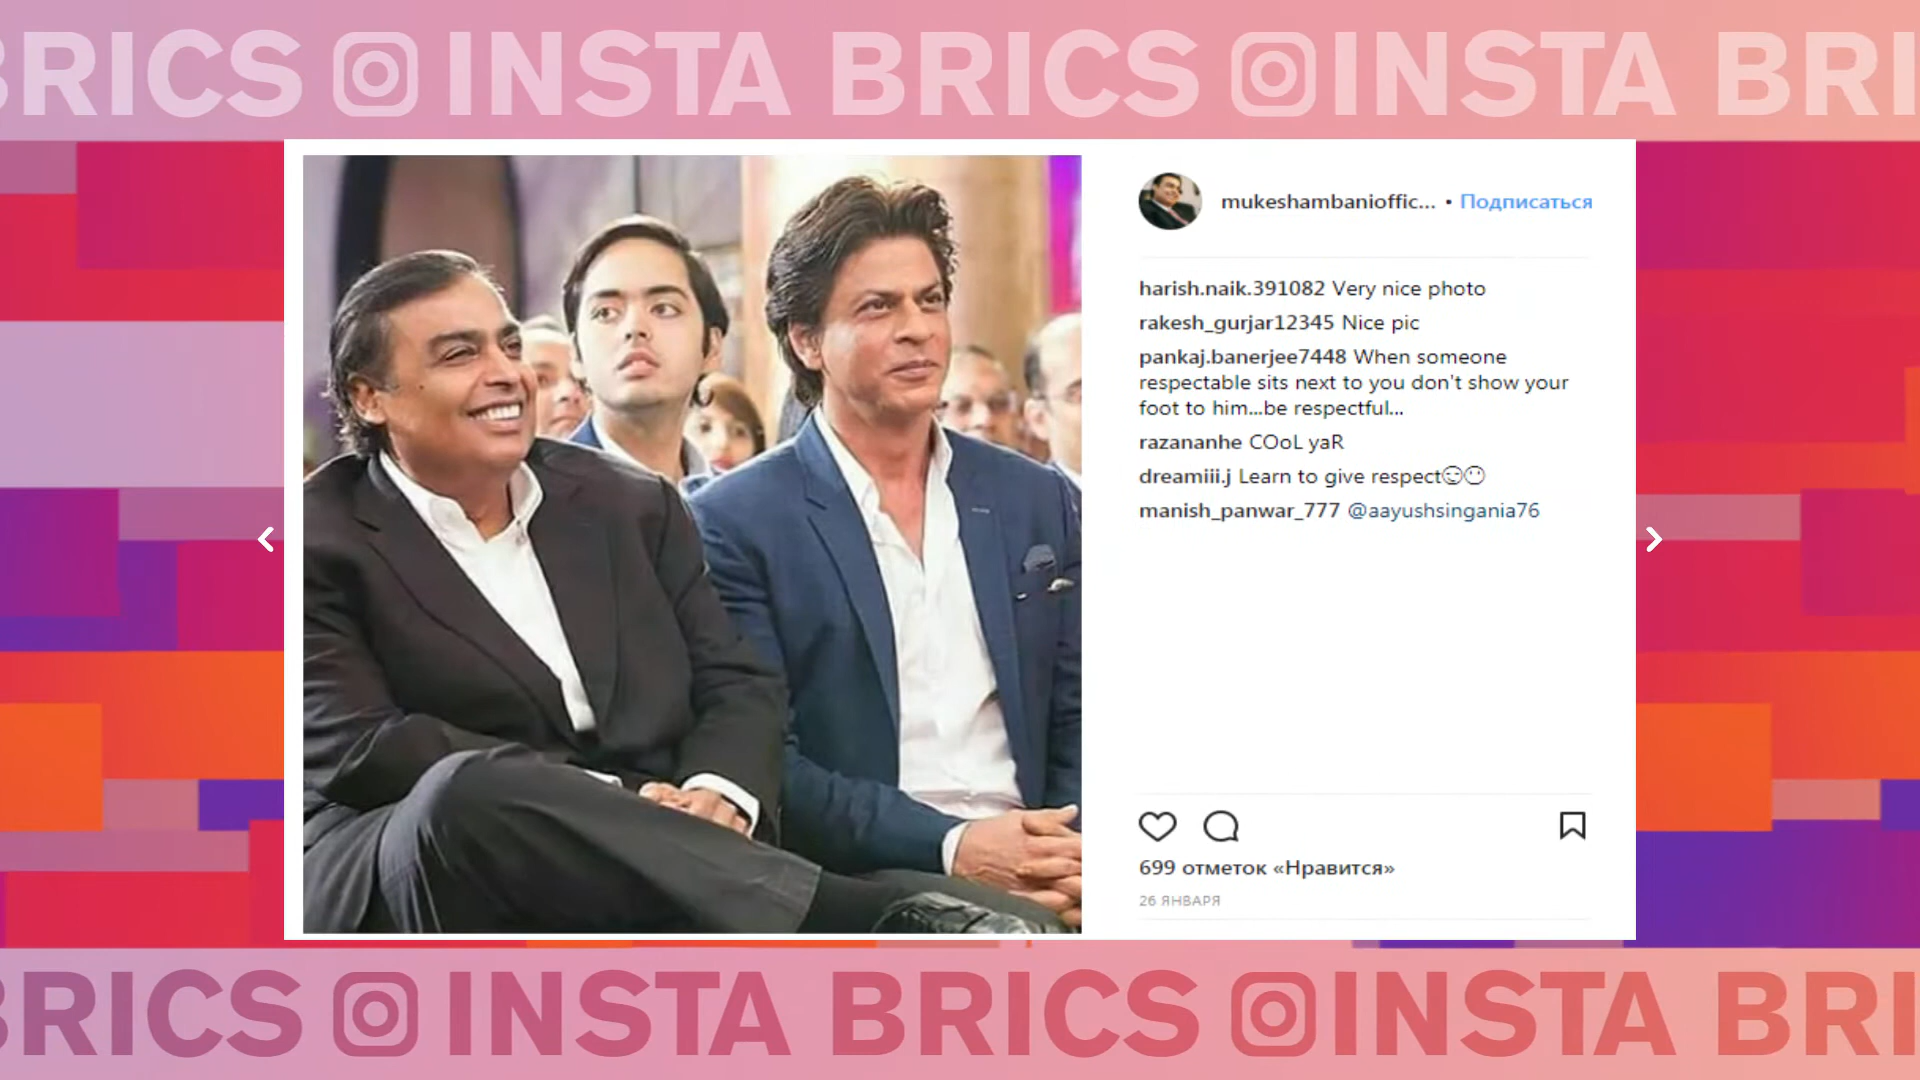 BRICS INSTA BRICS INSTA BRI
mukeshambanioffic... • Подписаться
harish.naik.391082 Very nice photo
rakesh_gurjar12345 Nice pic
pankaj.banerjee7448 When someone
respectable sits next to you don't show your
foot to him...be respectful...
razananhe COoL yaR
dreamiii.j Learn to give respect😏😶
manish_panwar_777 @aayushsingania76
699 отметок «Нравится»
26 ЯНВАРЯ
BRICS INSTA BRICS INSTA BRI